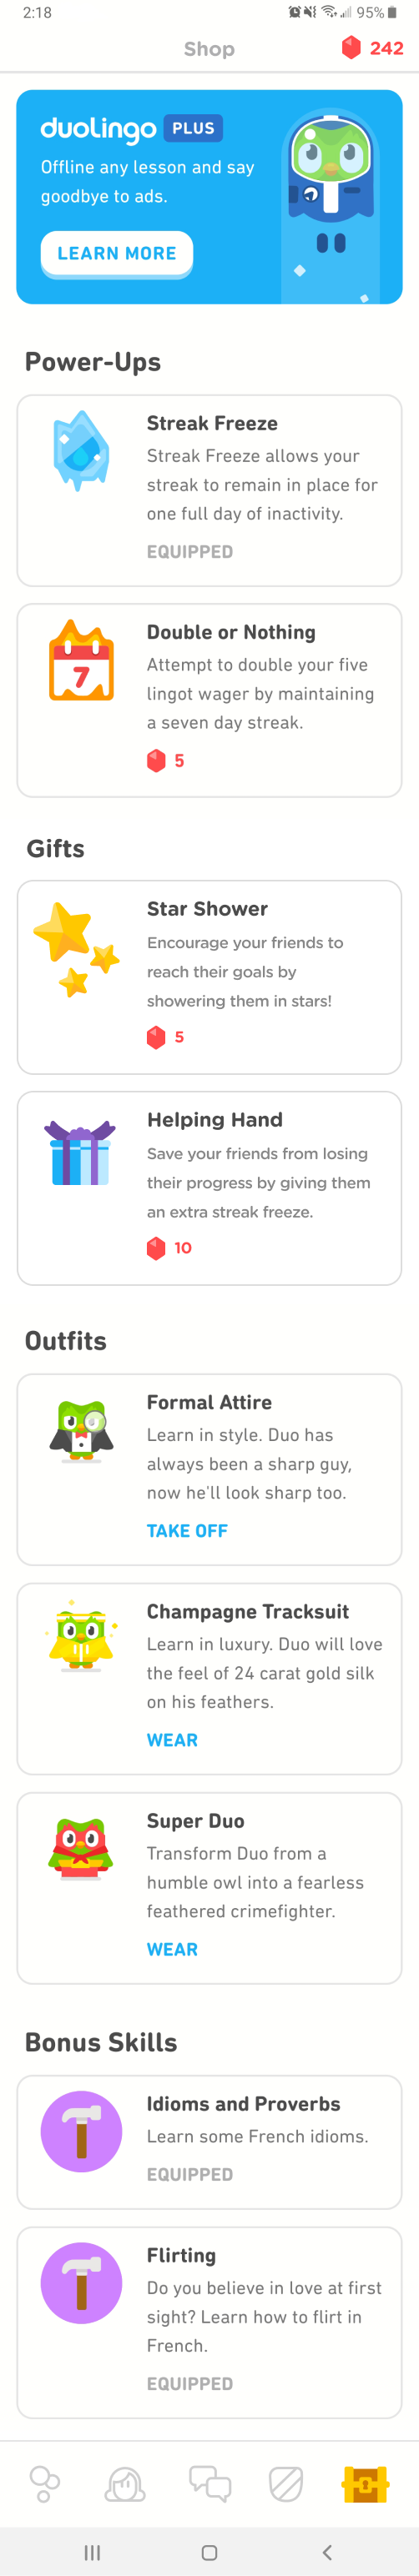 2:18 95%
Shop 242
duolingo PLUS
Offline any lesson and say
goodbye to ads.
LEARN MORE
Power-Ups
Streak Freeze
Streak Freeze allows your
streak to remain in place for
one full day of inactivity.
EQUIPPED
7
Double or Nothing
Attempt to double your five
lingot wager by maintaining
a seven day streak.
5
Gifts
Star Shower
Encourage your friends to
reach their goals by
showering them in stars!
5
Helping Hand
Save your friends from losing
their progress by giving them
an extra streak freeze.
10
Outfits
Formal Attire
Learn in style. Duo has
always been a sharp guy,
now he'll look sharp too.
TAKE OFF
Champagne Tracksuit
Learn in luxury. Duo will love
the feel of 24 carat gold silk
on his feathers.
WEAR
Super Duo
Transform Duo from a
humble owl into a fearless
feathered crimefighter.
WEAR
Bonus Skills
Idioms and Proverbs
Learn some French idioms.
EQUIPPED
Flirting
Do you believe in love at first
sight? Learn how to flirt in
French.
EQUIPPED